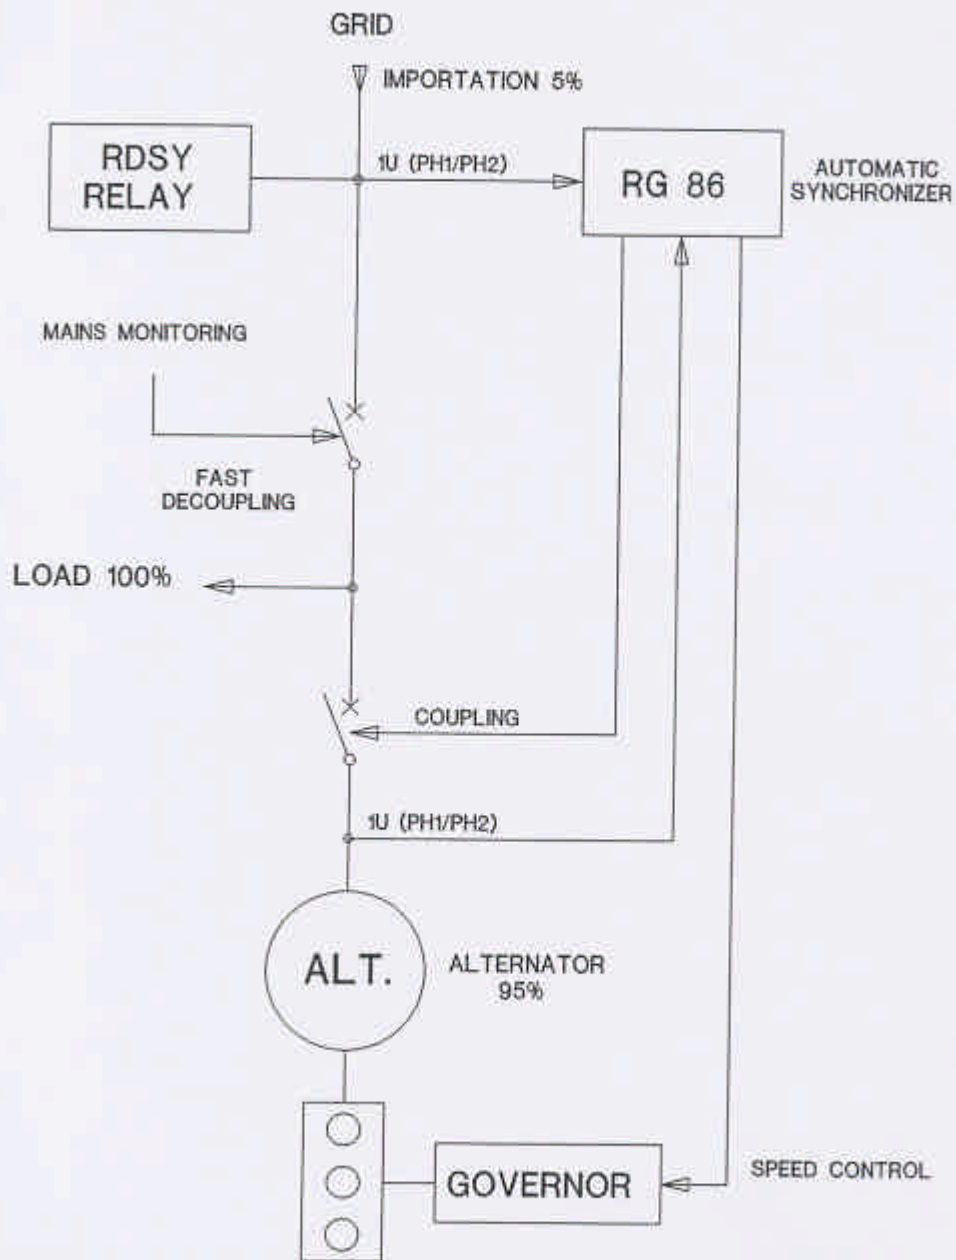 GRID
IMPORTATION 5%
RDSY
RELAY
1U (PH1/PH2)
RG 86
AUTOMATIC
SYNCHRONIZER
MAINS MONITORING
FAST
DECOUPLING
LOAD 100%
COUPLING
1U (PH1/PH2)
ALT.
ALTERNATOR
95%
GOVERNOR
SPEED CONTROL